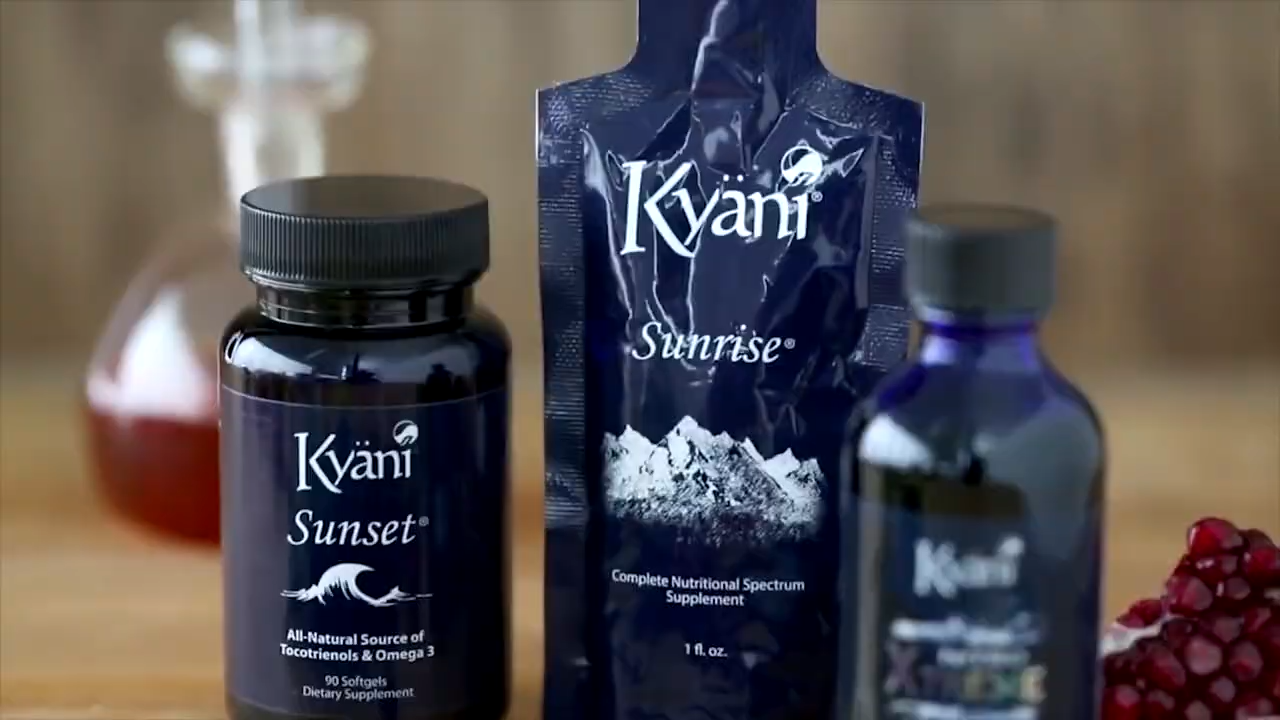 Kyäni
Sunset®
All-Natural Source of
Tocotrienols & Omega 3
90 Softgels
Dietary Supplement
Kyäni®
Sunrise®
Complete Nutritional Spectrum
Supplement
1 fl. oz.
Kyäni
XTREME